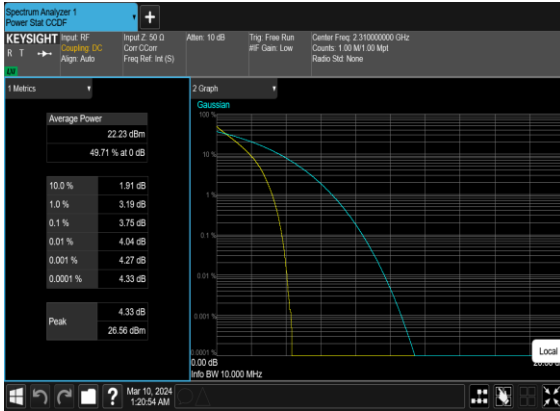 Spectrum Analyzer 1
Power Stat CCDF
+
KEYSIGHT
R T
Input: RF
Coupling: DC
Align: Auto
Input Z: 50 Ω
Corr CCorr
Freq Ref: Int (S)
Atten: 10 dB
Trig: Free Run
#IF Gain: Low
Center Freq: 2.310000000 GHz
Counts: 1.00 M/1.00 Mpt
Radio Std: None
1 Metrics
Average Power
22.23 dBm
49.71 % at 0 dB
10.0 % 1.91 dB
1.0 % 3.19 dB
0.1 % 3.75 dB
0.01 % 4.04 dB
0.001 % 4.27 dB
0.0001 % 4.33 dB
Peak
4.33 dB
26.56 dBm
2 Graph
Gaussian
100 %
10 %
1 %
0.1 %
0.01 %
0.001 %
0.0001 %
0.00 dB
Info BW 10.000 MHz
Local
?
Mar 10, 2024
1:20:54 AM